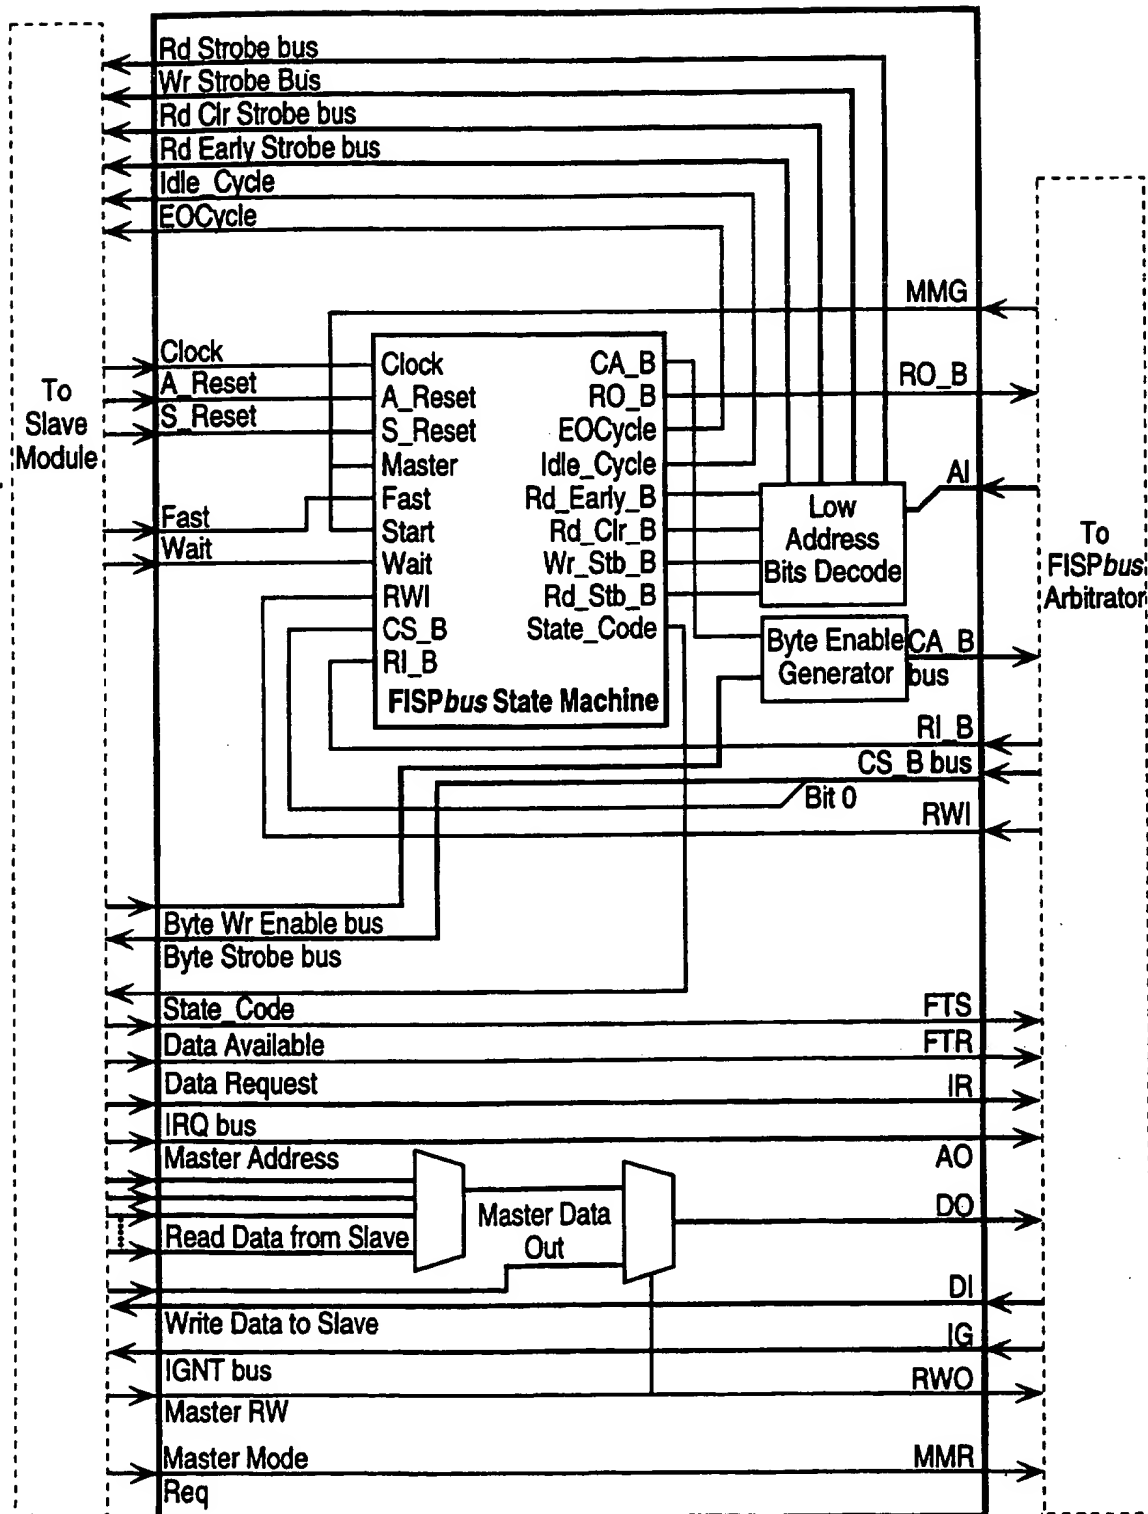 Rd Strobe bus
Wr Strobe Bus
Rd Clr Strobe bus
Rd Early Strobe bus
Idle_Cycle
EOCycle
MMG
Clock
A_Reset
S_Reset
Fast
Wait
To
Slave
Module
Clock
A_Reset
S_Reset
Master
Fast
Start
Wait
RWI
CS_B
RI_B
CA_B
RO_B
EOCycle
Idle_Cycle
Rd_Early_B
Rd_Clr_B
Wr_Stb_B
Rd_Stb_B
State_Code
FISPbus State Machine
Low
Address
Bits Decode
Byte Enable
Generator
RO_B
AI
To
FISPbus
Arbitrator
CA_B
bus
RI_B
CS_B bus
Bit 0
RWI
Byte Wr Enable bus
Byte Strobe bus
State_Code
FTS
Data Available
FTR
Data Request
IR
IRQ bus
Master Address
AO
Read Data from Slave
Master Data
Out
DO
DI
Write Data to Slave
IG
IGNT bus
RWO
Master RW
Master Mode
Req
MMR